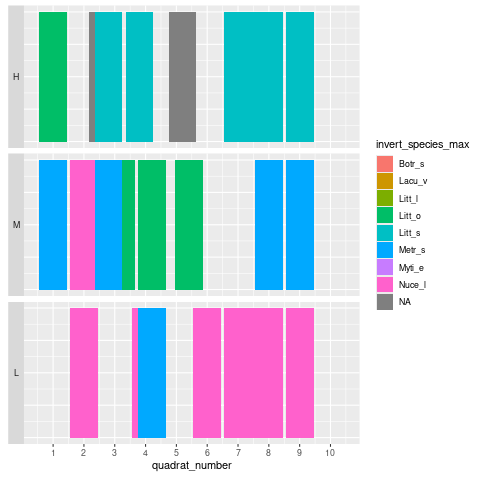 H
M
L
1 2 3 4 5 6 7 8 9 10
quadrat_number
invert_species_max
Botr_s
Lacu_v
Litt_l
Litt_o
Litt_s
Metr_s
Myti_e
Nuce_l
NA